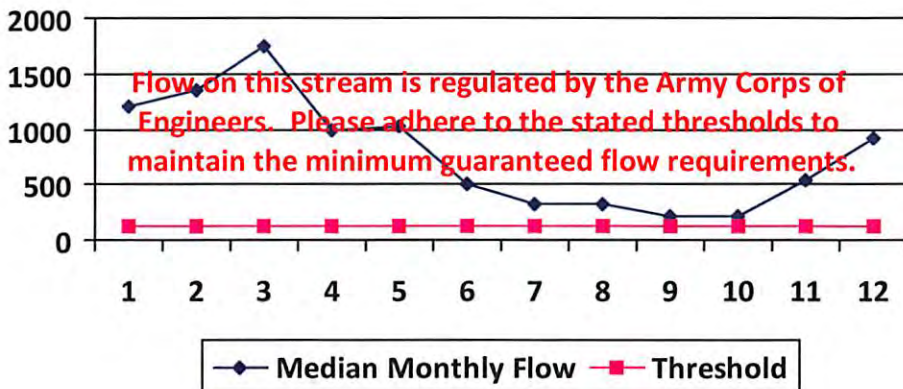 2000
1500
1000
500
0
Flow on this stream is regulated by the Army Corps of
Engineers. Please adhere to the stated thresholds to
maintain the minimum guaranteed flow requirements.
1 2 3 4 5 6 7 8 9 10 11 12
Median Monthly Flow Threshold